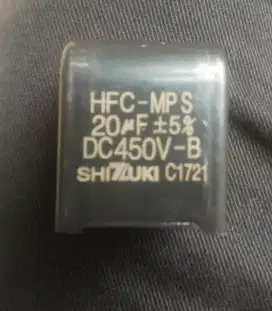 HFC-MPS
20μF ±5%
DC450V-B
SHIZUKI C1721